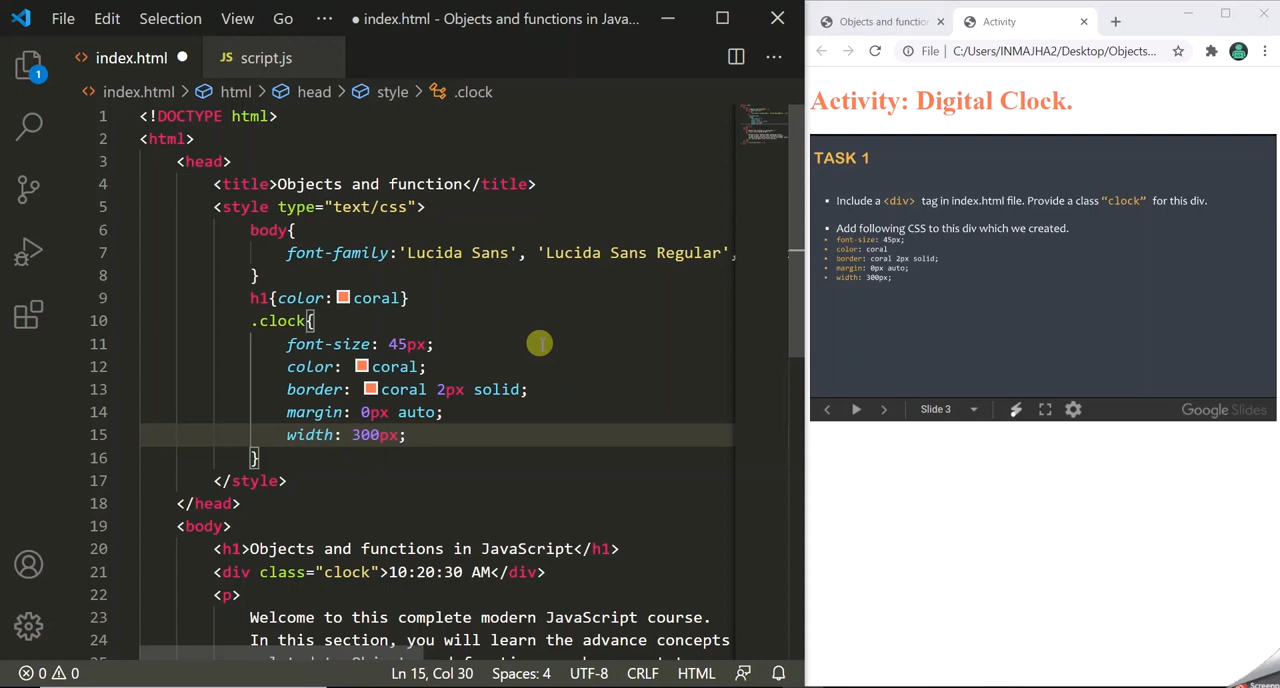 File Edit Selection View Go ··· ● index.html - Objects and functions in Java...
<> index.html ●
JS script.js
<> index.html > html > head > style > .clock
1
1 <!DOCTYPE html>
2 <html>
3 <head>
4 <title>Objects and function</title>
5 <style type="text/css">
6 body{
7 font-family:'Lucida Sans', 'Lucida Sans Regular',
8 }
9 h1{color:coral}
10 .clock{
11 font-size: 45px;
12 color: coral;
13 border: coral 2px solid;
14 margin: 0px auto;
15 width: 300px;
16 }
17 </style>
18 </head>
19 <body>
20 <h1>Objects and functions in JavaScript</h1>
21 <div class="clock">10:20:30 AM</div>
22 <p>
23 Welcome to this complete modern JavaScript course.
24 In this section, you will learn the advance concepts
0 0 Ln 15, Col 30 Spaces: 4 UTF-8 CRLF HTML
Objects and function
Activity
File C:/Users/INMAJHA2/Desktop/Objects...
Activity: Digital Clock.
TASK 1
▪ Include a <div> tag in index.html file. Provide a class “clock” for this div.
▪ Add following CSS to this div which we created.
• font-size: 45px;
• color: coral
• border: coral 2px solid;
• margin: 0px auto;
• width: 300px;
Slide 3
Google Slides